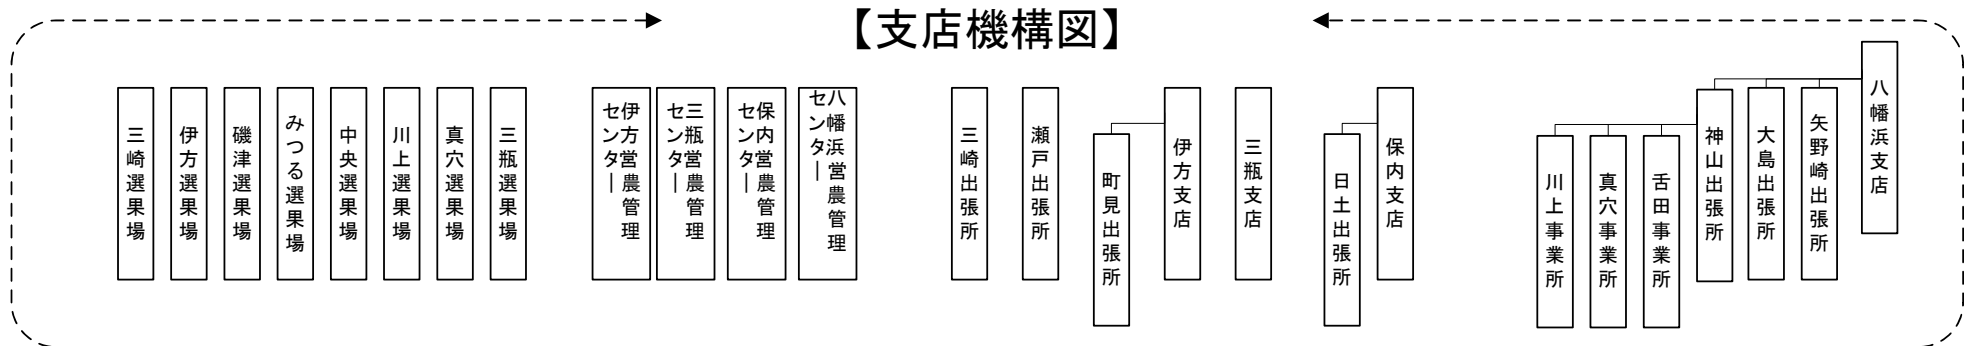 【支店機構図】
八幡浜支店
矢野崎出張所
大島出張所
神山出張所
舌田事業所
真穴事業所
川上事業所
保内支店
日土出張所
三瓶支店
伊方支店
町見出張所
瀬戸出張所
三崎出張所
八幡浜営農管理
センター
保内営農管理
センター
三瓶営農管理
センター
伊方営農管理
センター
三瓶選果場
真穴選果場
川上選果場
中央選果場
みつる選果場
磯津選果場
伊方選果場
三崎選果場